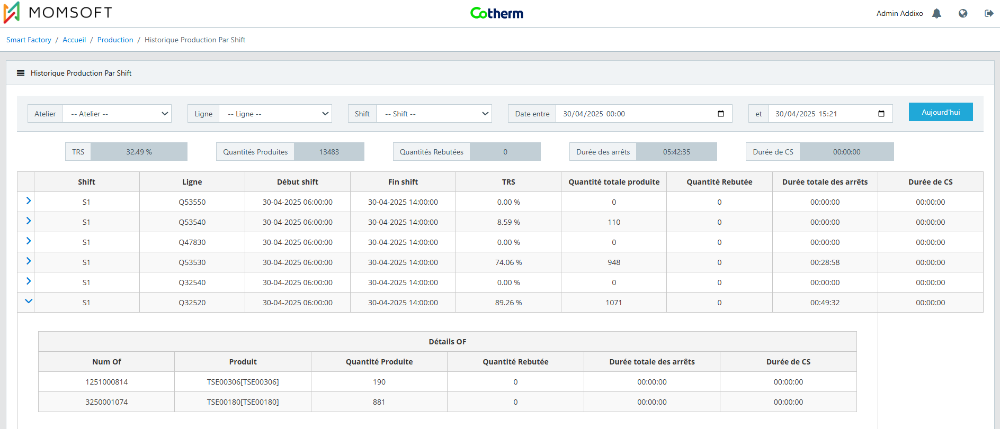 MOMSOFT
Cotherm
Admin Addixo
Smart Factory / Accueil / Production / Historique Production Par Shift
Historique Production Par Shift
Atelier -- Atelier -- Ligne -- Ligne -- Shift -- Shift -- Date entre 30/04/2025 00:00 et 30/04/2025 15:21 Aujourd'hui
TRS 32.49 % Quantités Produites 13483 Quantités Rebutées 0 Durée des arrêts 05:42:35 Durée de CS 00:00:00
Shift Ligne Début shift Fin shift TRS Quantité totale produite Quantité Rebutée Durée totale des arrêts Durée de CS
S1 Q53550 30-04-2025 06:00:00 30-04-2025 14:00:00 0.00 % 0 0 00:00:00 00:00:00
S1 Q53540 30-04-2025 06:00:00 30-04-2025 14:00:00 8.59 % 110 0 00:00:00 00:00:00
S1 Q47830 30-04-2025 06:00:00 30-04-2025 14:00:00 0.00 % 0 0 00:00:00 00:00:00
S1 Q53530 30-04-2025 06:00:00 30-04-2025 14:00:00 74.06 % 948 0 00:28:58 00:00:00
S1 Q32540 30-04-2025 06:00:00 30-04-2025 14:00:00 0.00 % 0 0 00:00:00 00:00:00
S1 Q32520 30-04-2025 06:00:00 30-04-2025 14:00:00 89.26 % 1071 0 00:49:32 00:00:00
Détails OF
Num Of Produit Quantité Produite Quantité Rebutée Durée totale des arrêts Durée de CS
1251000814 TSE00306[TSE00306] 190 0 00:00:00 00:00:00
3250001074 TSE00180[TSE00180] 881 0 00:00:00 00:00:00